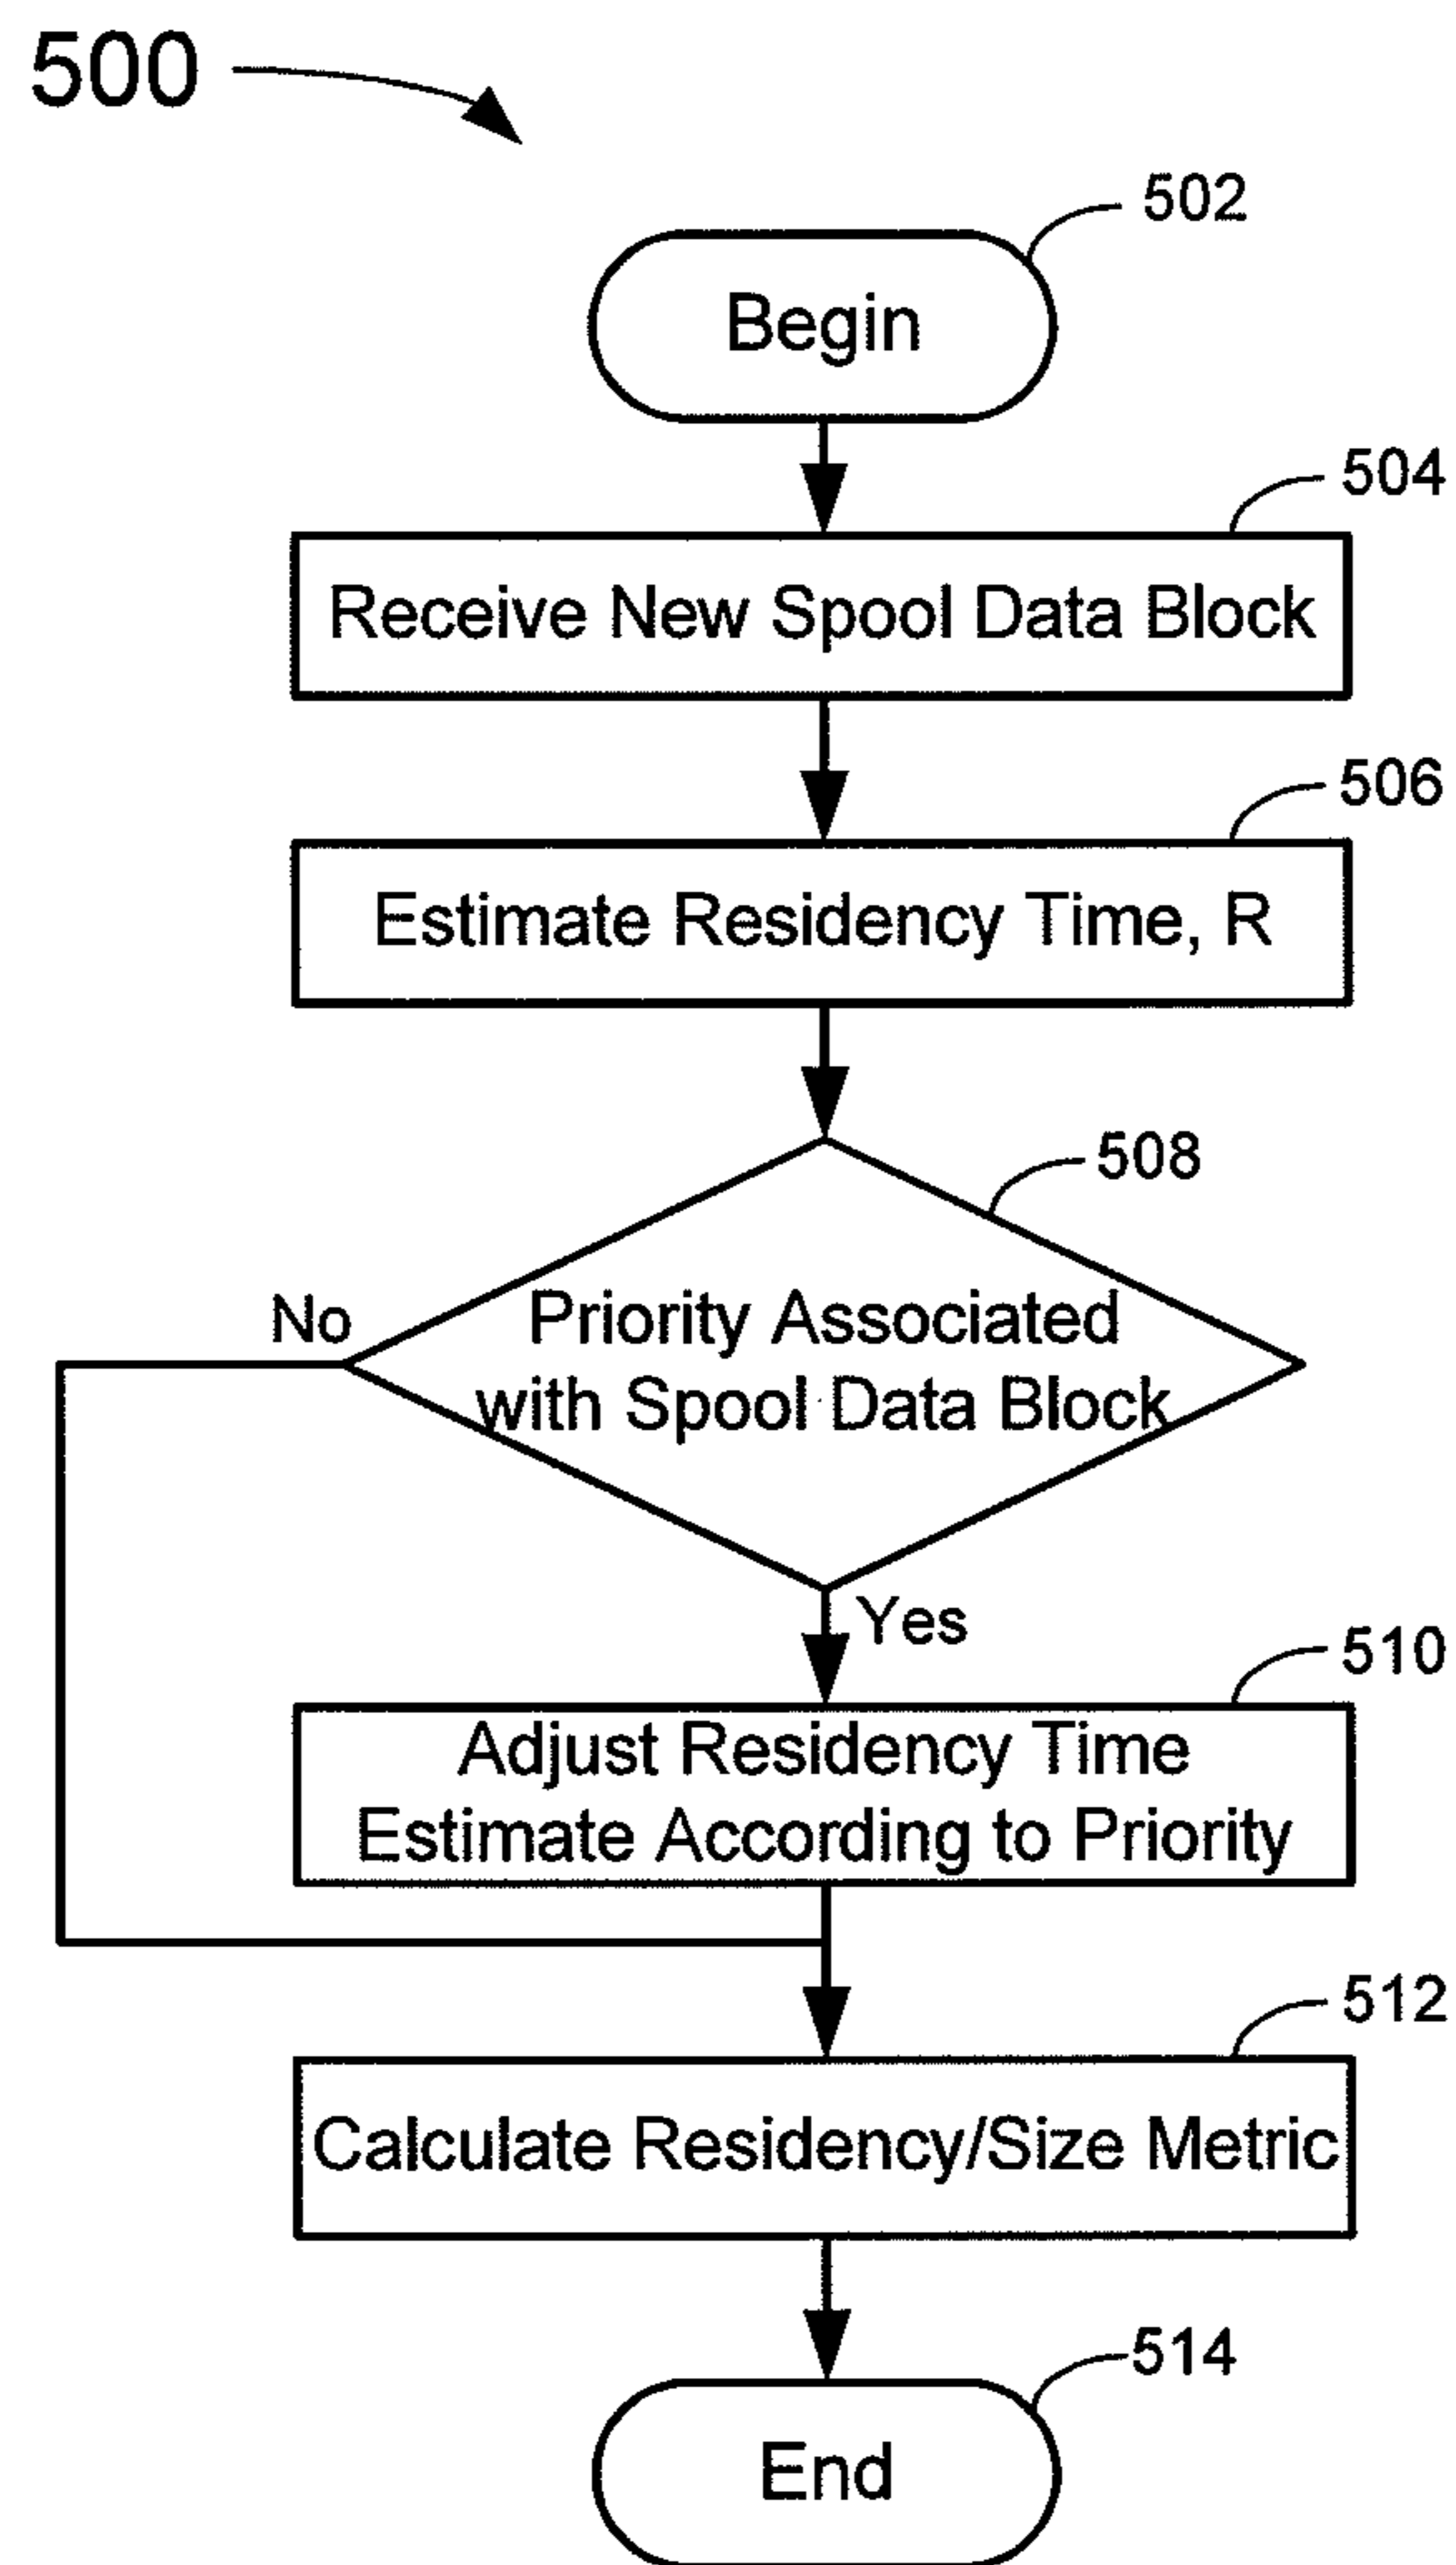 500
502
Begin
504
Receive New Spool Data Block
506
Estimate Residency Time, R
508
Priority Associated
with Spool Data Block
No
Yes
510
Adjust Residency Time
Estimate According to Priority
512
Calculate Residency/Size Metric
514
End